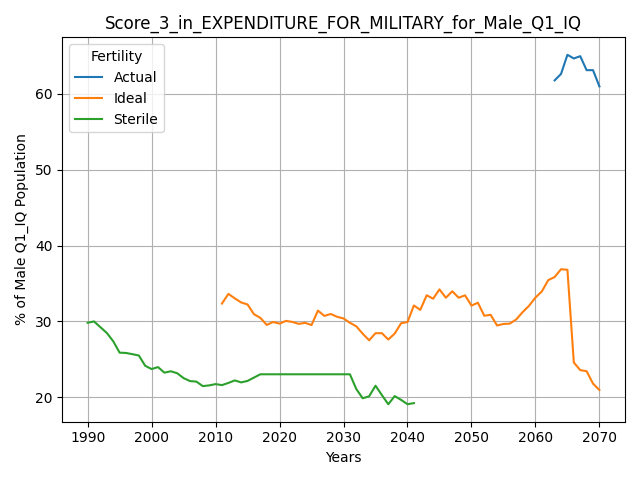 Score_3_in_EXPENDITURE_FOR_MILITARY_for_Male_Q1_IQ
Fertility
Actual
Ideal
Sterile
% of Male Q1_IQ Population
60
50
40
30
20
1990 2000 2010 2020 2030 2040 2050 2060 2070
Years